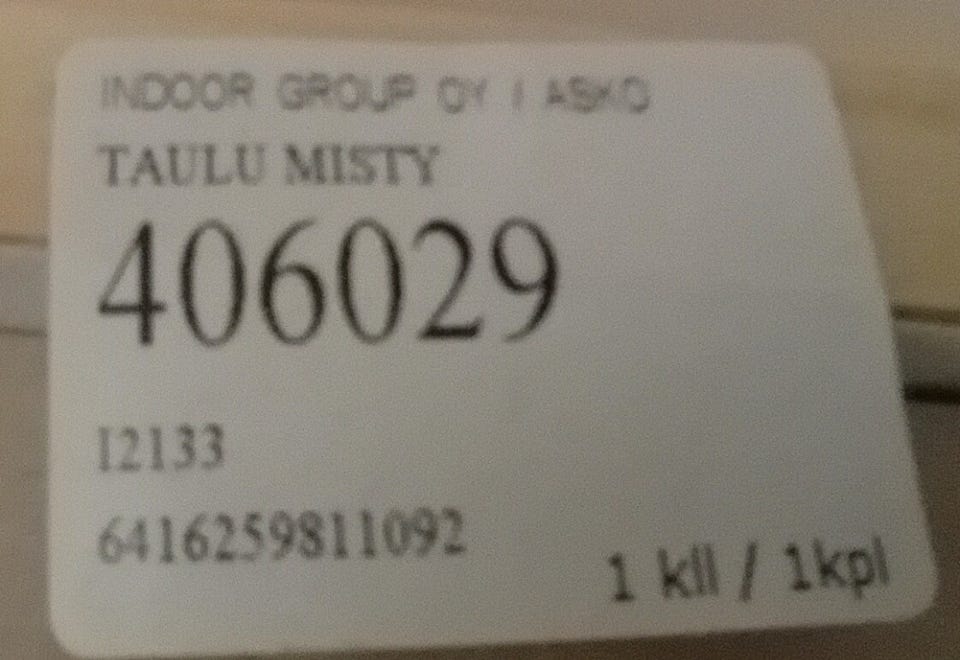 INDOOR GROUP OY / ASKO
TAULU MISTY
406029
I2133
6416259811092
1 kll / 1kpl